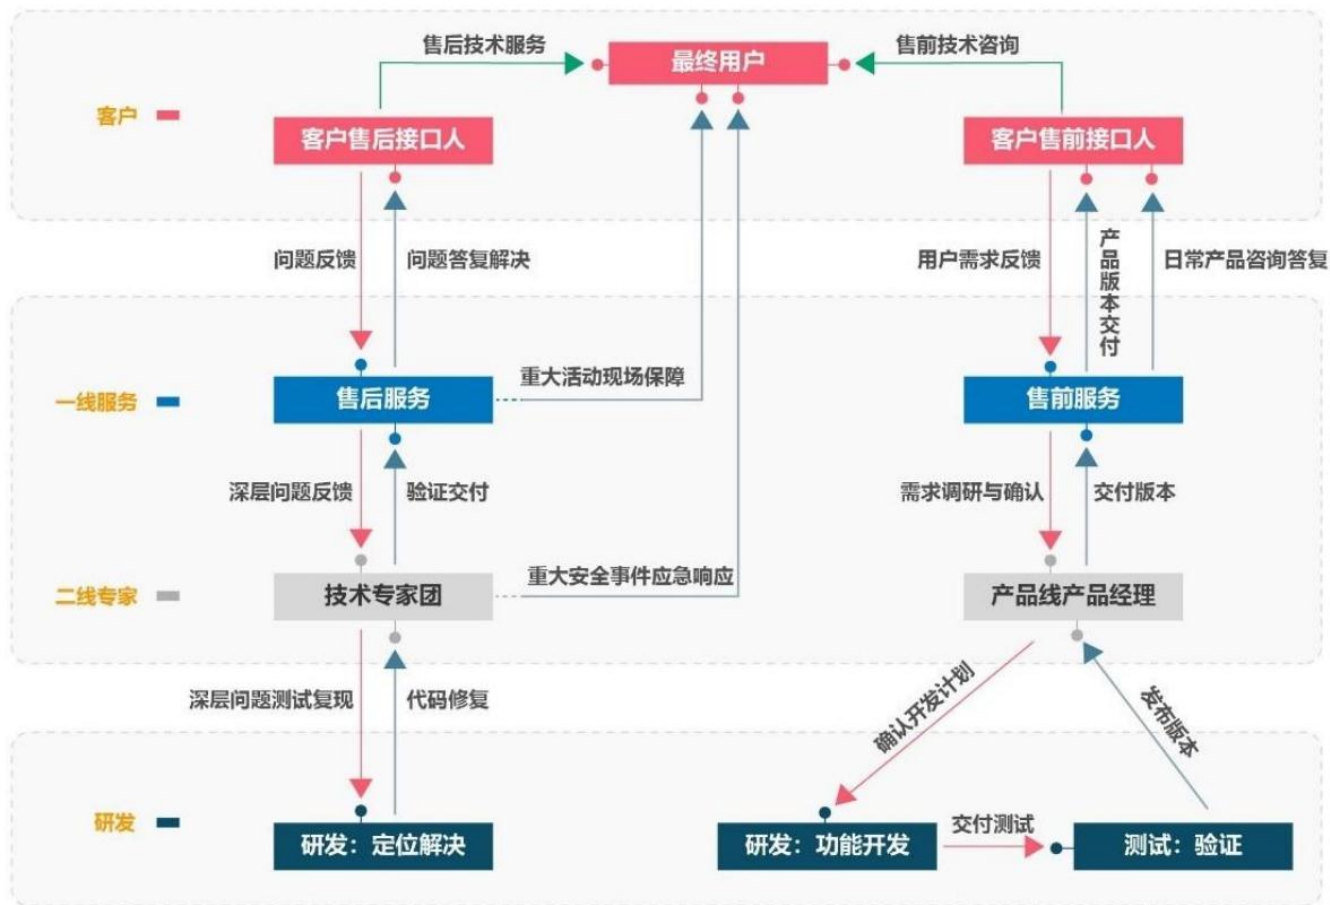 售后技术服务
最终用户
售前技术咨询
客户
客户售后接口人
客户售前接口人
问题反馈
问题答复解决
用户需求反馈
产品版本交付
日常产品咨询答复
一线服务
售后服务
重大活动现场保障
售前服务
深层问题反馈
验证交付
需求调研与确认
交付版本
二线专家
技术专家团
重大安全事件应急响应
产品线产品经理
深层问题测试复现
代码修复
确认开发计划
发布版本
研发
研发：定位解决
研发：功能开发
交付测试
测试：验证